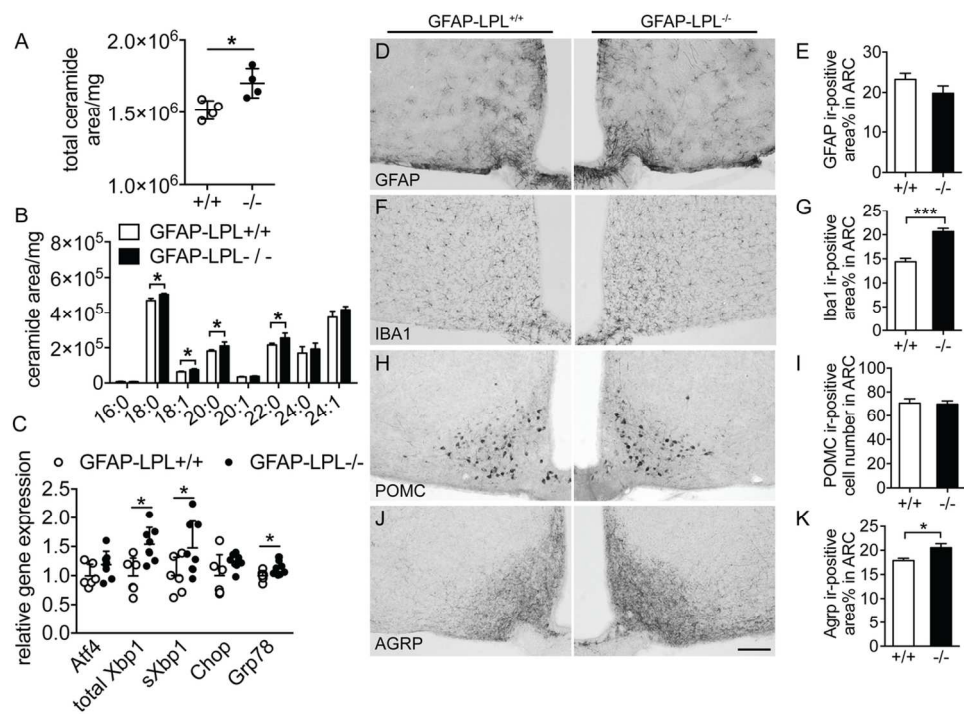 GFAP-LPL+/+
GFAP-LPL-/-
A
total ceramide
area/mg
2.0×10⁶
1.5×10⁶
1.0×10⁶
*
+/+
-/-
B
ceramide area/mg
8×10⁵
6×10⁵
4×10⁵
2×10⁵
0
GFAP-LPL+/+
GFAP-LPL- / -
*
*
*
*
16:0
18:0
18:1
20:0
20:1
22:0
24:0
24:1
C
GFAP-LPL+/+
GFAP-LPL-/-
relative gene expression
2.5
2.0
1.5
1.0
0.5
0.0
*
*
*
Atf4
total Xbp1
sXbp1
Chop
Grp78
D
GFAP
E
GFAP ir-positive
area% in ARC
30
20
10
0
+/+
-/-
F
IBA1
G
Iba1 ir-positive
area% in ARC
25
20
15
10
5
0
***
+/+
-/-
H
POMC
I
POMC ir-positive
cell number in ARC
100
80
60
40
20
0
+/+
-/-
J
AGRP
K
Agrp ir-positive
area% in ARC
25
20
15
10
5
0
*
+/+
-/-